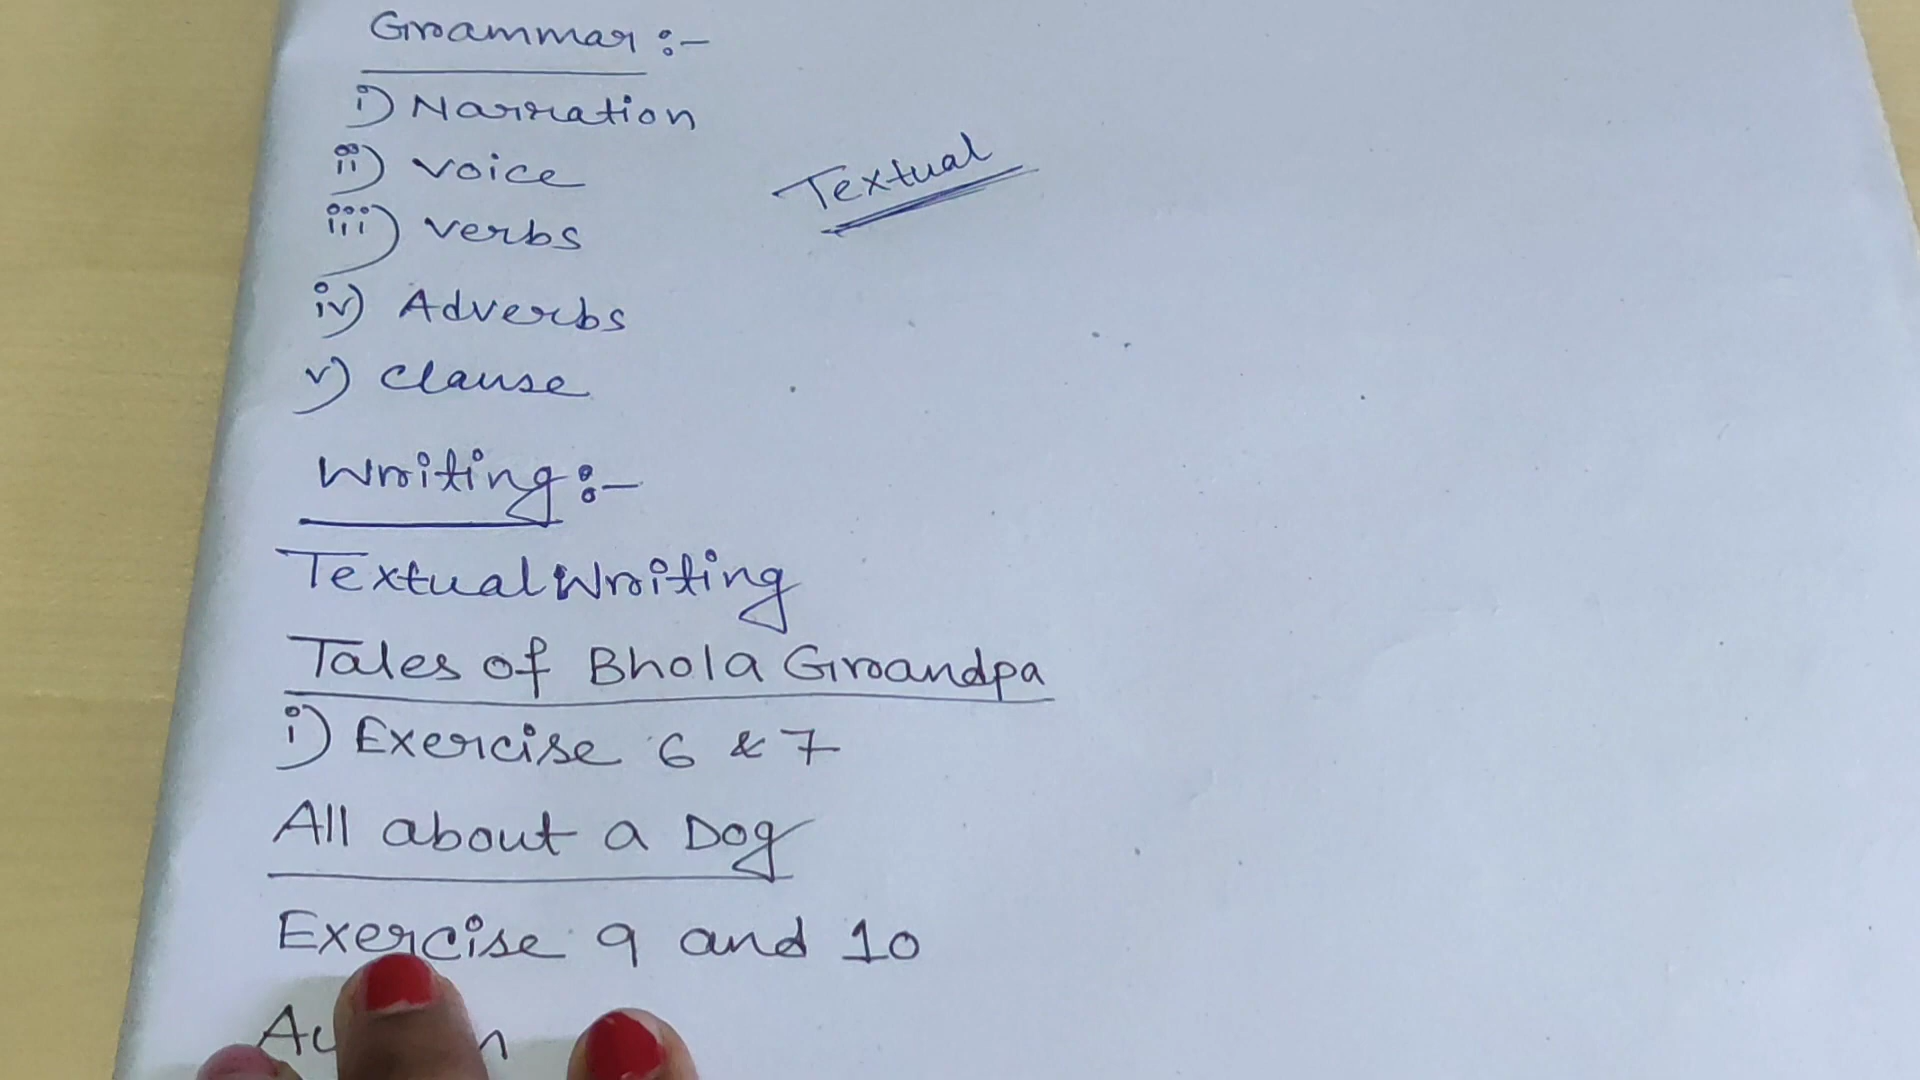 Grammar :-
i) Narration
ii) voice
Textual
iii) verbs
iv) Adverbs
v) clause
Writing :-
Textual Writing
Tales of Bhola Grandpa
i) Exercise 6 & 7
All about a Dog
Exercise 9 and 10